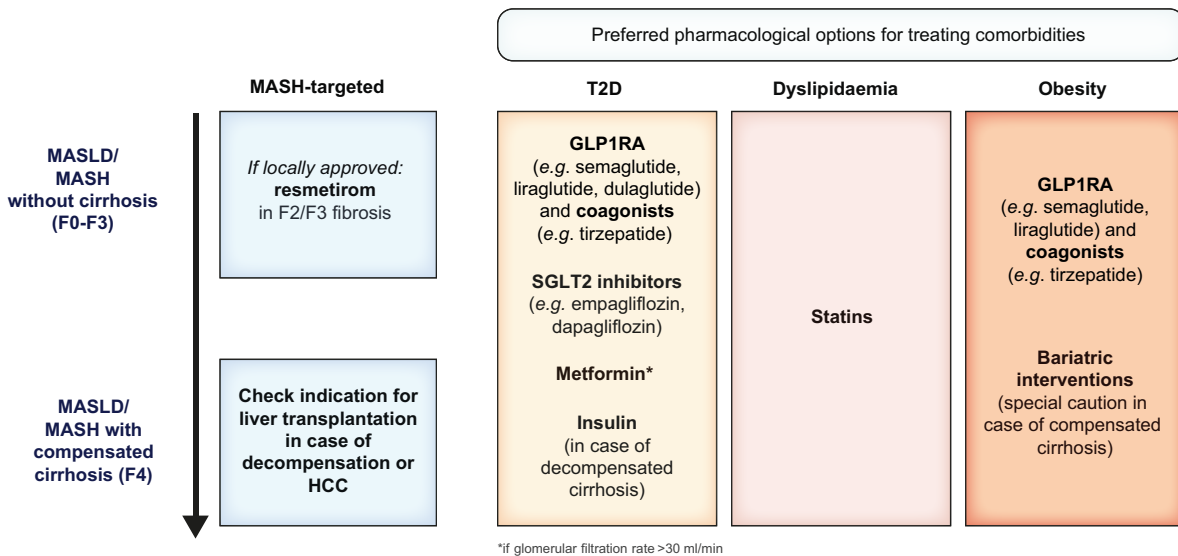 Preferred pharmacological options for treating comorbidities
MASH-targeted
T2D
Dyslipidaemia
Obesity
MASLD/
MASH
without cirrhosis
(F0-F3)
If locally approved:
resmetirom
in F2/F3 fibrosis
MASLD/
MASH with
compensated
cirrhosis (F4)
Check indication for
liver transplantation
in case of
decompensation or
HCC
GLP1RA
(e.g. semaglutide,
liraglutide, dulaglutide)
and coagonists
(e.g. tirzepatide)
SGLT2 inhibitors
(e.g. empagliflozin,
dapagliflozin)
Metformin*
Insulin
(in case of
decompensated
cirrhosis)
Statins
GLP1RA
(e.g. semaglutide,
liraglutide) and
coagonists
(e.g. tirzepatide)
Bariatric
interventions
(special caution in
case of compensated
cirrhosis)
*if glomerular filtration rate >30 ml/min